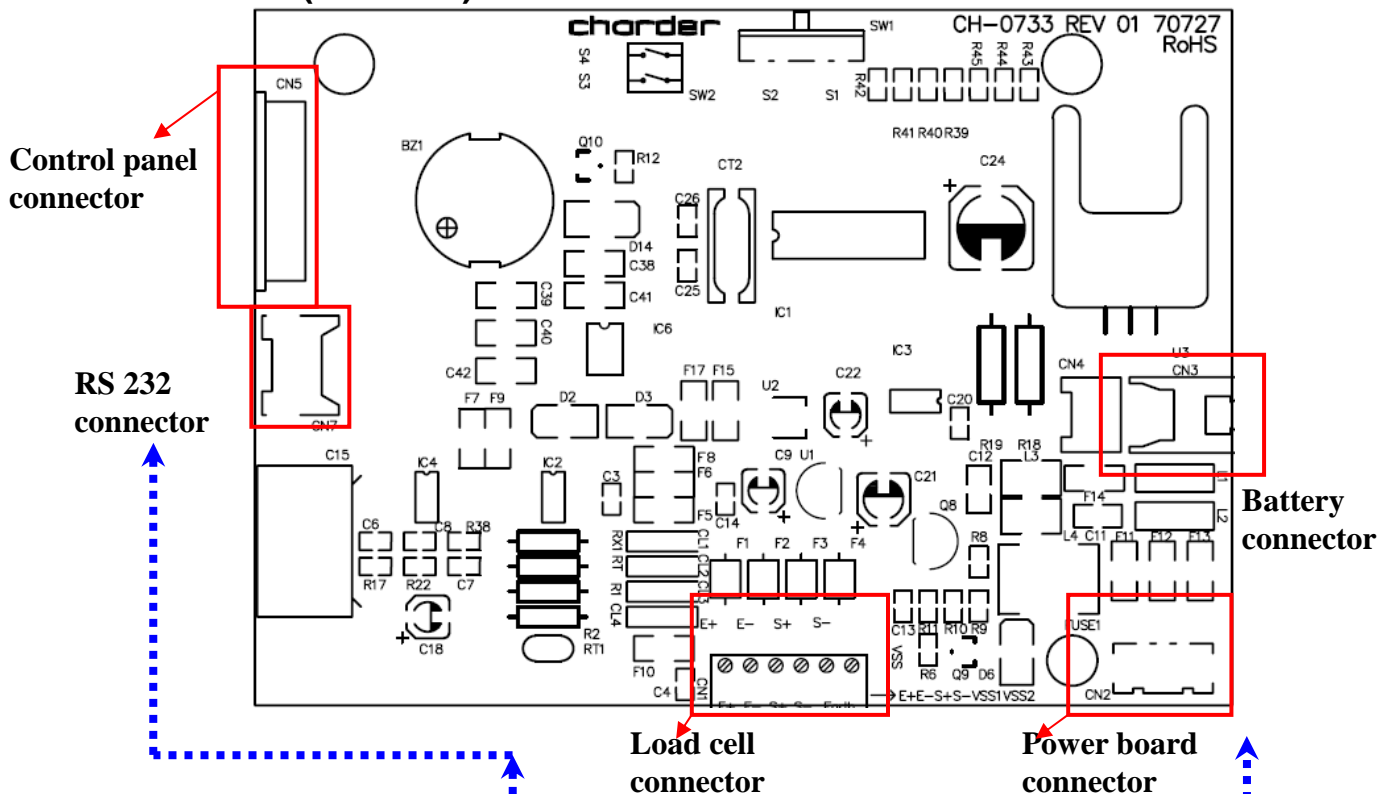 charder
CH-0733 REV 01 70727
RoHS
SW1
S4
S3
SW2
S2
S1
R42
R45
R44
R43
R41 R40 R39
CN5
Control panel
connector
BZ1
Q10
R12
CT2
C24
C26
D14
C38
C25
C39
C41
IC1
C40
IC6
IC3
U3
C42
CN4
CN3
RS 232
connector
CN7
F7
F9
D2
D3
F17
F15
U2
C22
C20
R19
R18
C15
IC4
IC2
C3
F8
F6
F5
C14
C9
U1
C21
Q8
C12
L3
F14
L1
L2
Battery
connector
C6
C8
R38
R17
R22
C7
C18
RX1
RT
R1
CL1
CL2
CL3
CL4
F1
F2
F3
F4
R8
L4
C11
F11
F12
F13
R2
RT1
F10
C4
CN1
E+
E-
S+
S-
VSS
C13
R11
R10
R9
R6
Q9
D6
FUSE1
CN2
E+E-S+S-VSS1VSS2
E+ E- S+ S-
Load cell
connector
Power board
connector